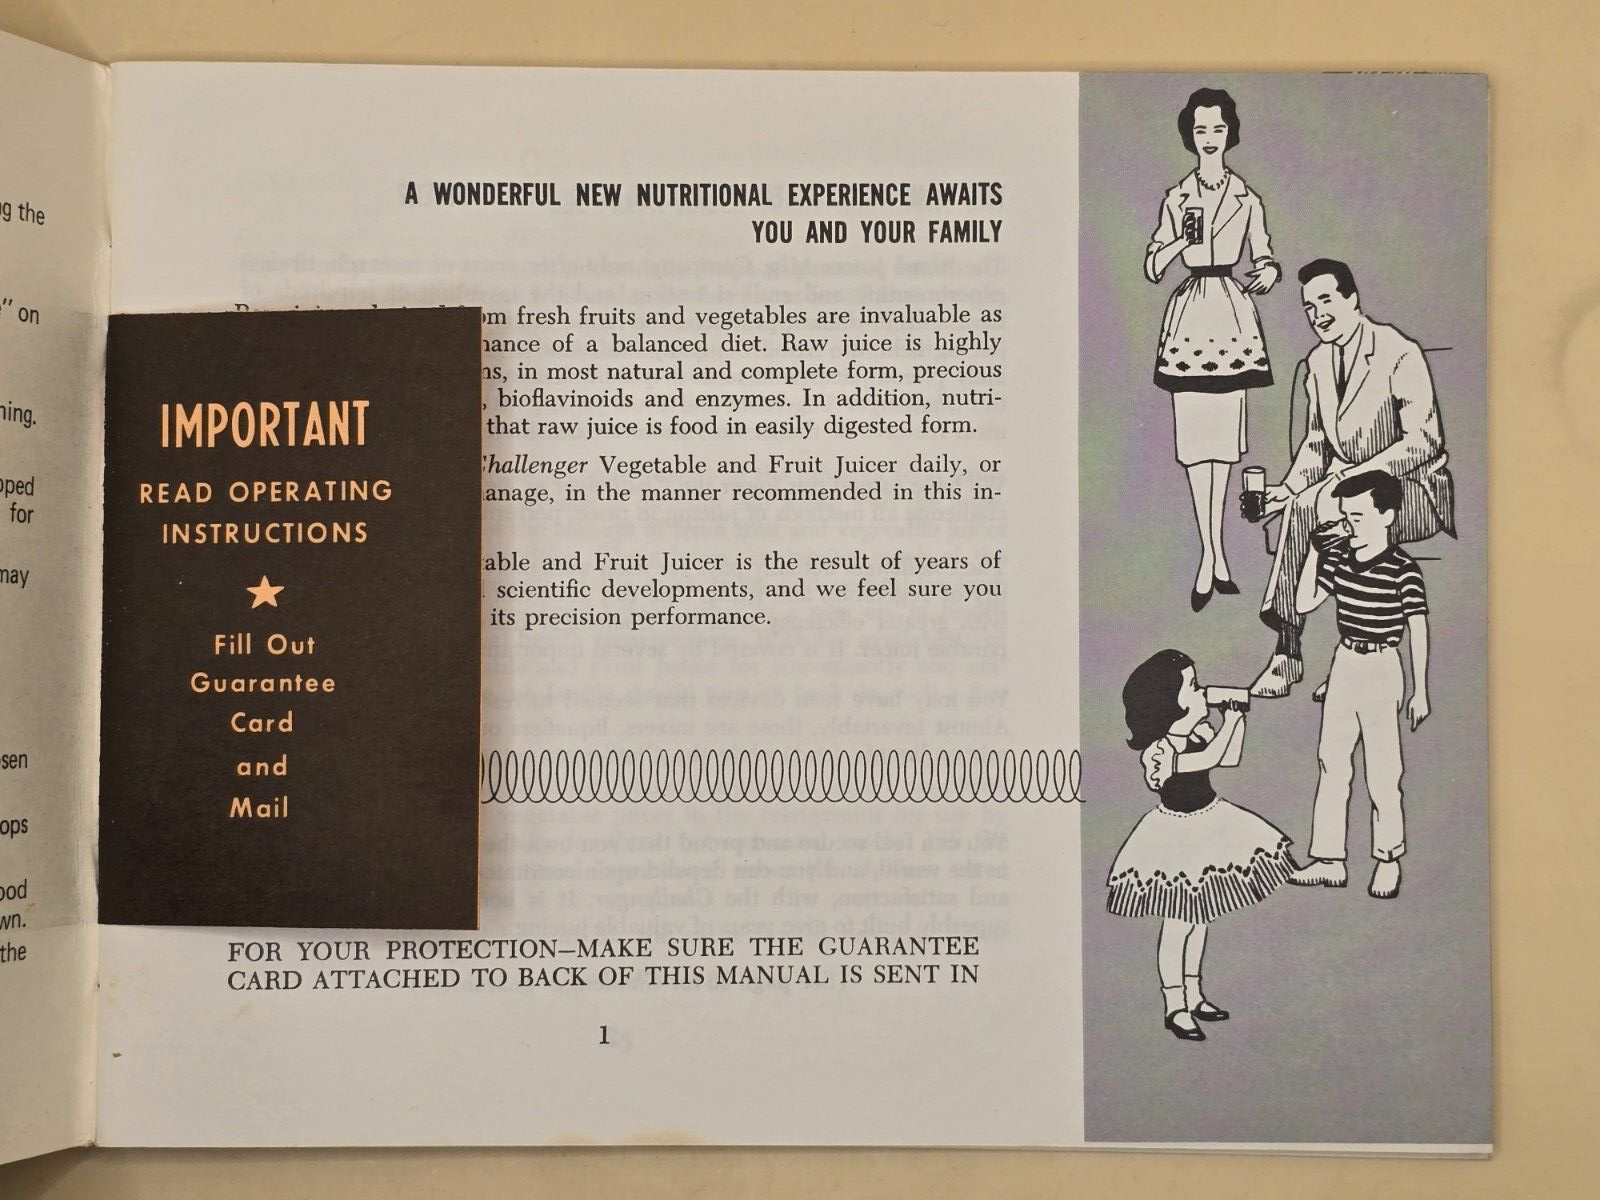 g the
" on
ning.
pped
for
may
sen
ops
ood
wn.
the
IMPORTANT
READ OPERATING
INSTRUCTIONS
Fill Out
Guarantee
Card
and
Mail
A WONDERFUL NEW NUTRITIONAL EXPERIENCE AWAITS
YOU AND YOUR FAMILY
om fresh fruits and vegetables are invaluable as
nance of a balanced diet. Raw juice is highly
ns, in most natural and complete form, precious
, bioflavinoids and enzymes. In addition, nutri-
that raw juice is food in easily digested form.
Challenger Vegetable and Fruit Juicer daily, or
anage, in the manner recommended in this in-
table and Fruit Juicer is the result of years of
scientific developments, and we feel sure you
its precision performance.
FOR YOUR PROTECTION—MAKE SURE THE GUARANTEE
CARD ATTACHED TO BACK OF THIS MANUAL IS SENT IN
1